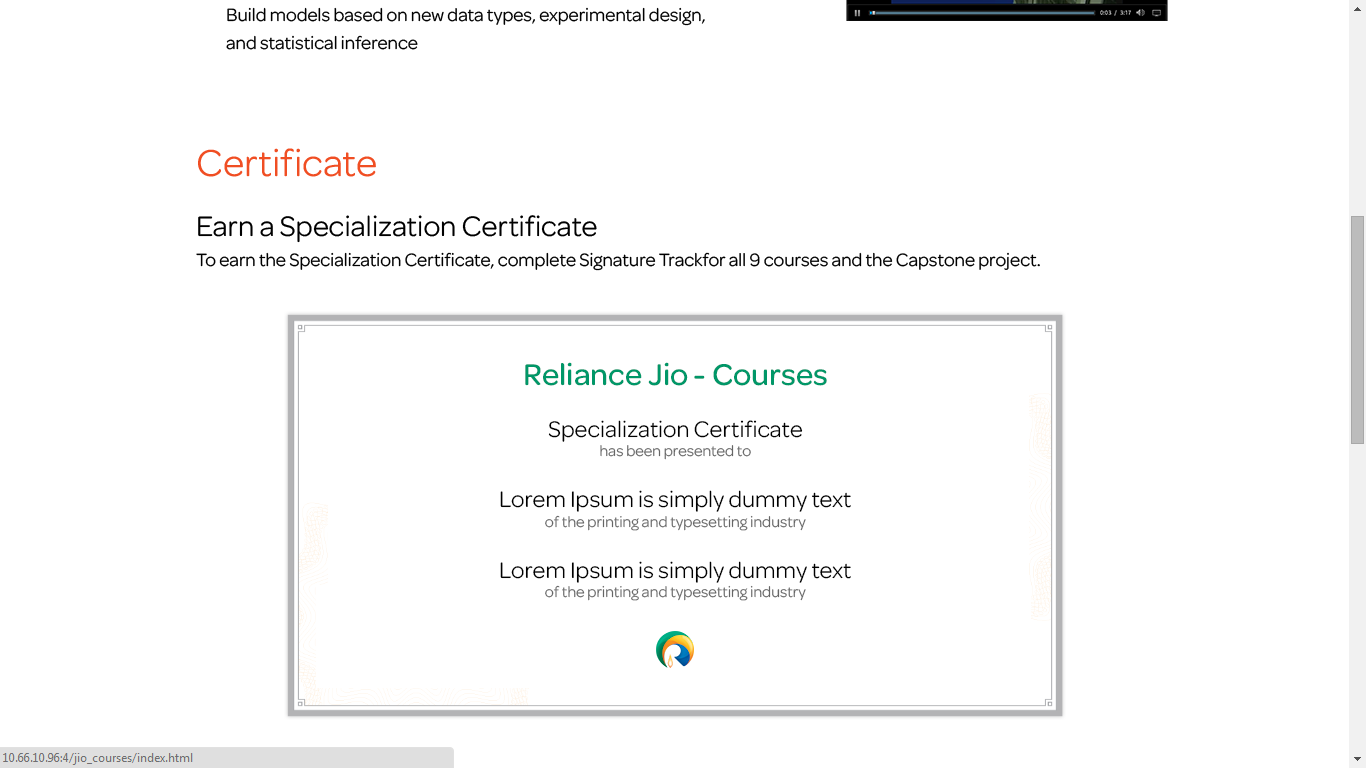 Build models based on new data types, experimental design,
and statistical inference
0:03 / 3:17
Certificate
Earn a Specialization Certificate
To earn the Specialization Certificate, complete Signature Trackfor all 9 courses and the Capstone project.
Reliance Jio - Courses
Specialization Certificate
has been presented to
Lorem Ipsum is simply dummy text
of the printing and typesetting industry
Lorem Ipsum is simply dummy text
of the printing and typesetting industry
10.66.10.96:4/jio_courses/index.html